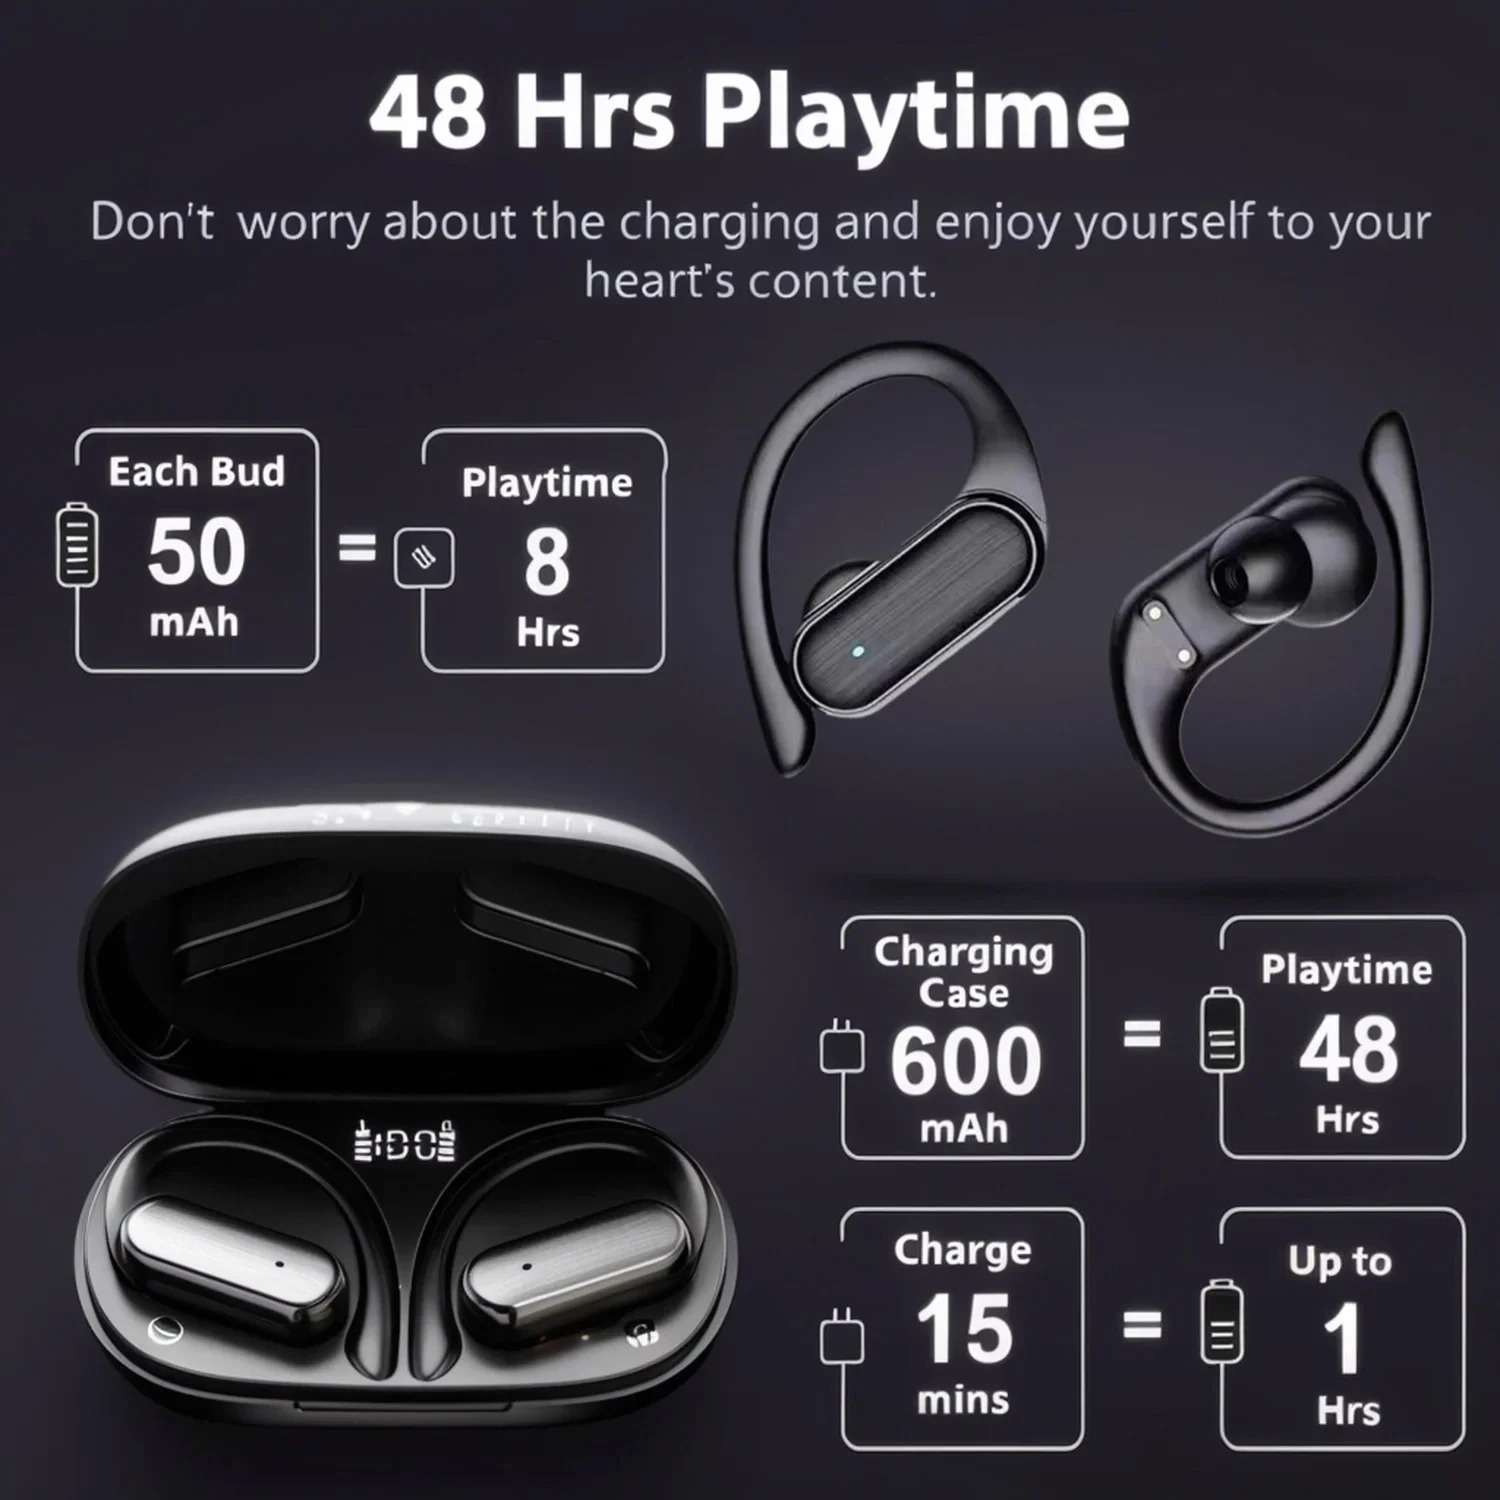 48 Hrs Playtime
Don't worry about the charging and enjoy yourself to your
heart's content.
Each Bud
50
mAh
=
Playtime
8
Hrs
Charging
Case
600
mAh
=
Playtime
48
Hrs
Charge
15
mins
=
Up to
1
Hrs